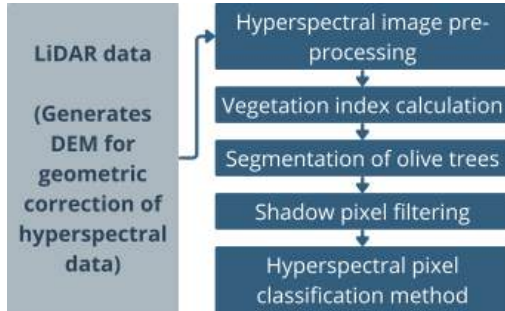 LiDAR data
(Generates
DEM for
geometric
correction of
hyperspectral
data)
Hyperspectral image pre-
processing
Vegetation index calculation
Segmentation of olive trees
Shadow pixel filtering
Hyperspectral pixel
classification method